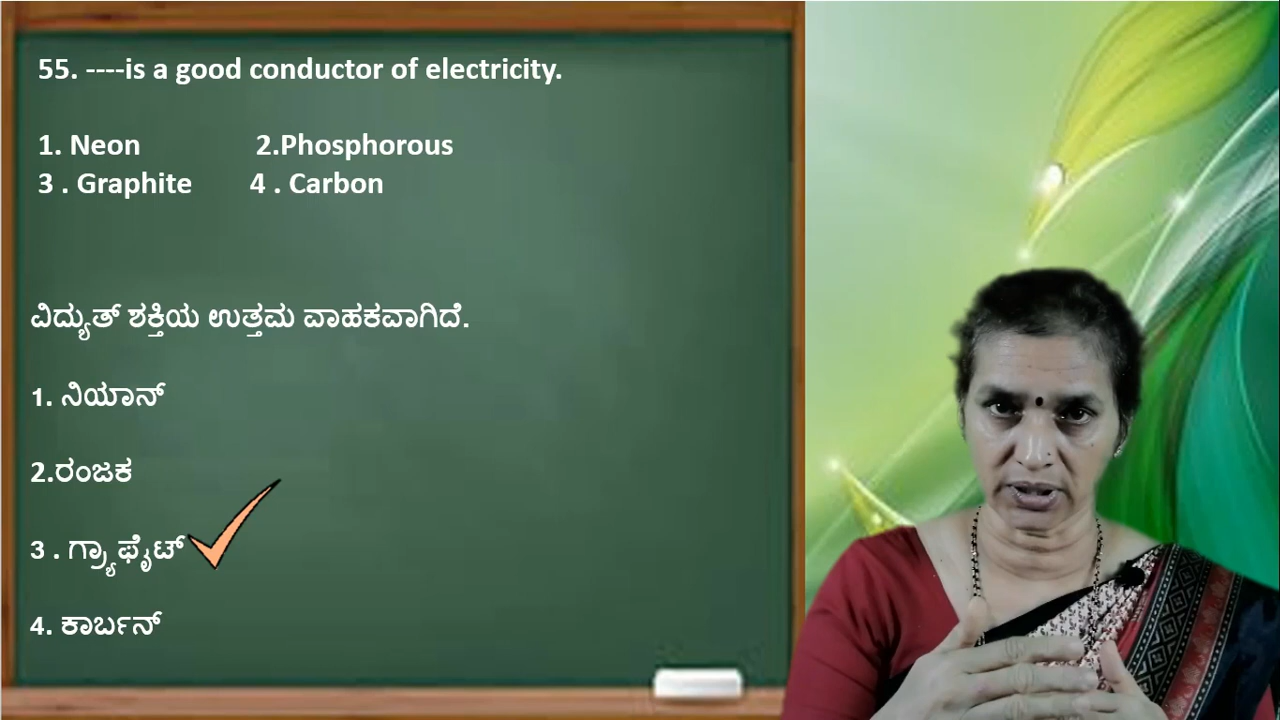 55. ----is a good conductor of electricity.
1. Neon 2.Phosphorous
3 . Graphite 4 . Carbon
ವಿದ್ಯುತ್ ಶಕ್ತಿಯ ಉತ್ತಮ ವಾಹಕವಾಗಿದೆ.
1. ನಿಯಾನ್
2.ರಂಜಕ
3 . ಗ್ರ್ಯಾಫೈಟ್
4. ಕಾರ್ಬನ್